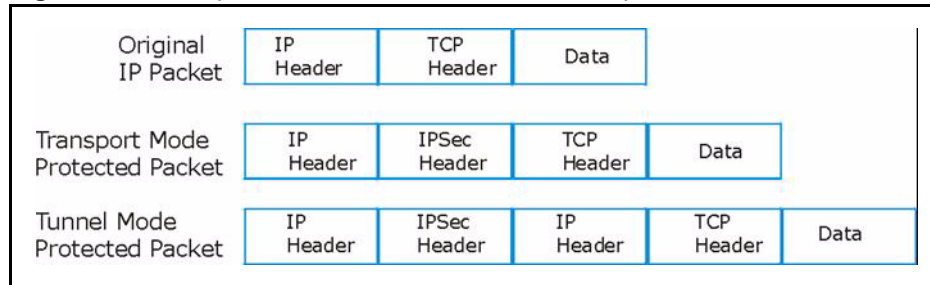 Original
IP Packet
IP
Header
TCP
Header
Data
Transport Mode
Protected Packet
IP
Header
IPSec
Header
TCP
Header
Data
Tunnel Mode
Protected Packet
IP
Header
IPSec
Header
IP
Header
TCP
Header
Data